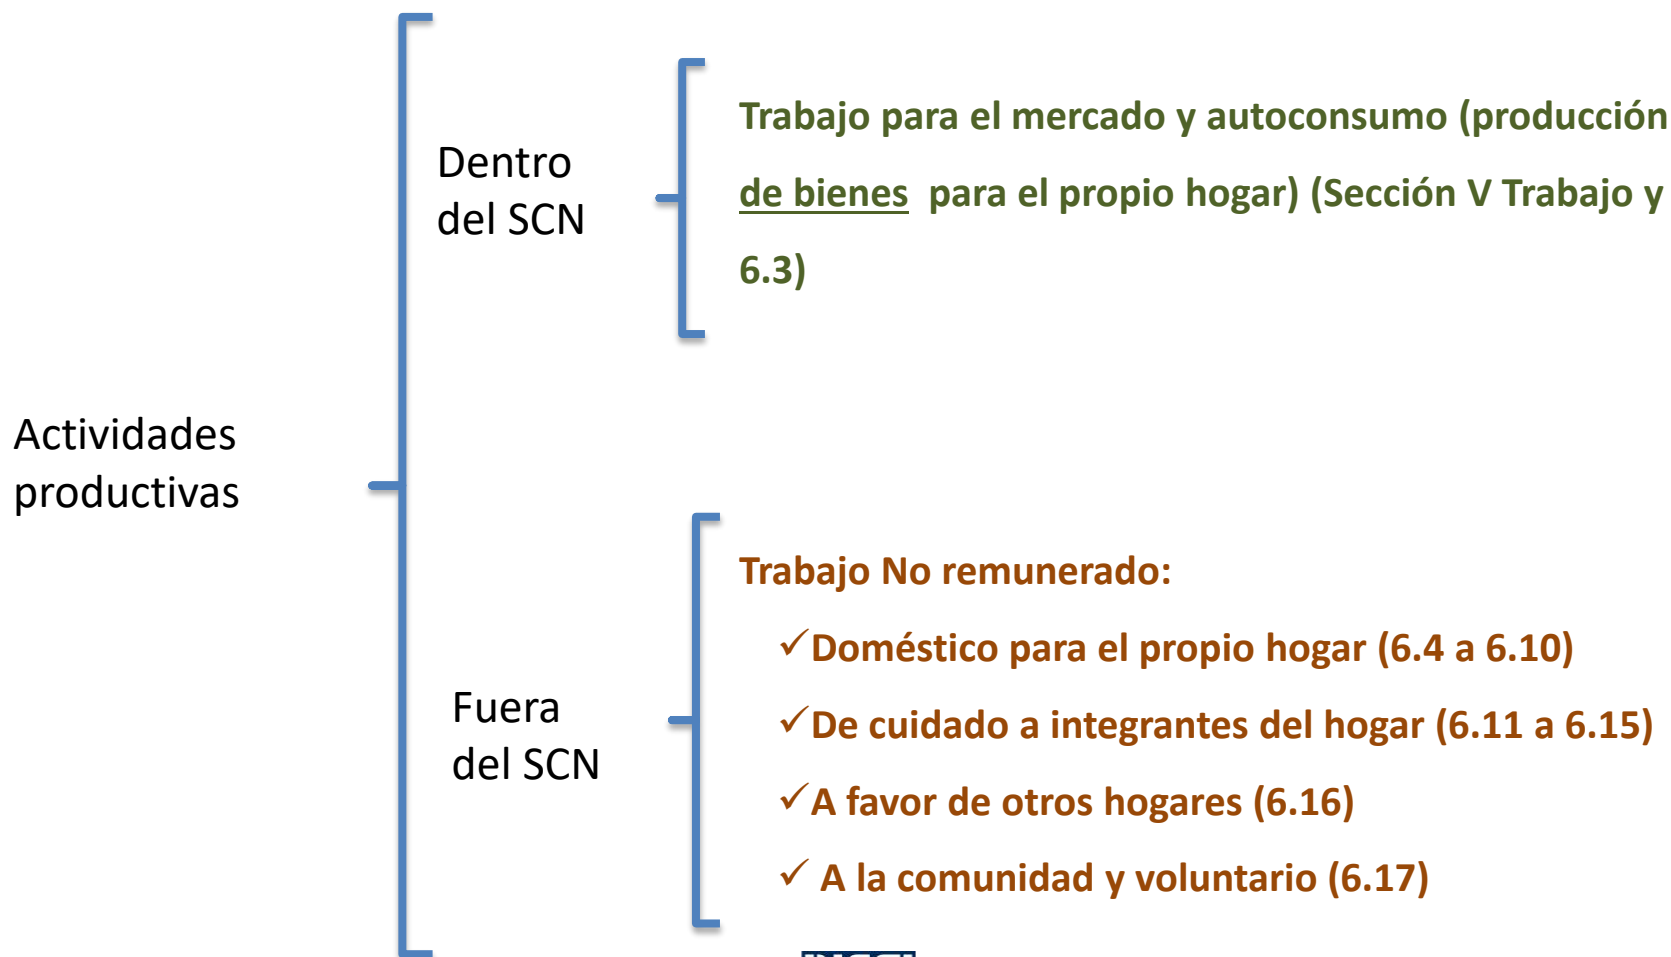 Actividades
productivas
Dentro
del SCN
Trabajo para el mercado y autoconsumo (producción
de bienes para el propio hogar) (Sección V Trabajo y
6.3)
Fuera
del SCN
Trabajo No remunerado:
✓Doméstico para el propio hogar (6.4 a 6.10)
✓De cuidado a integrantes del hogar (6.11 a 6.15)
✓A favor de otros hogares (6.16)
✓ A la comunidad y voluntario (6.17)